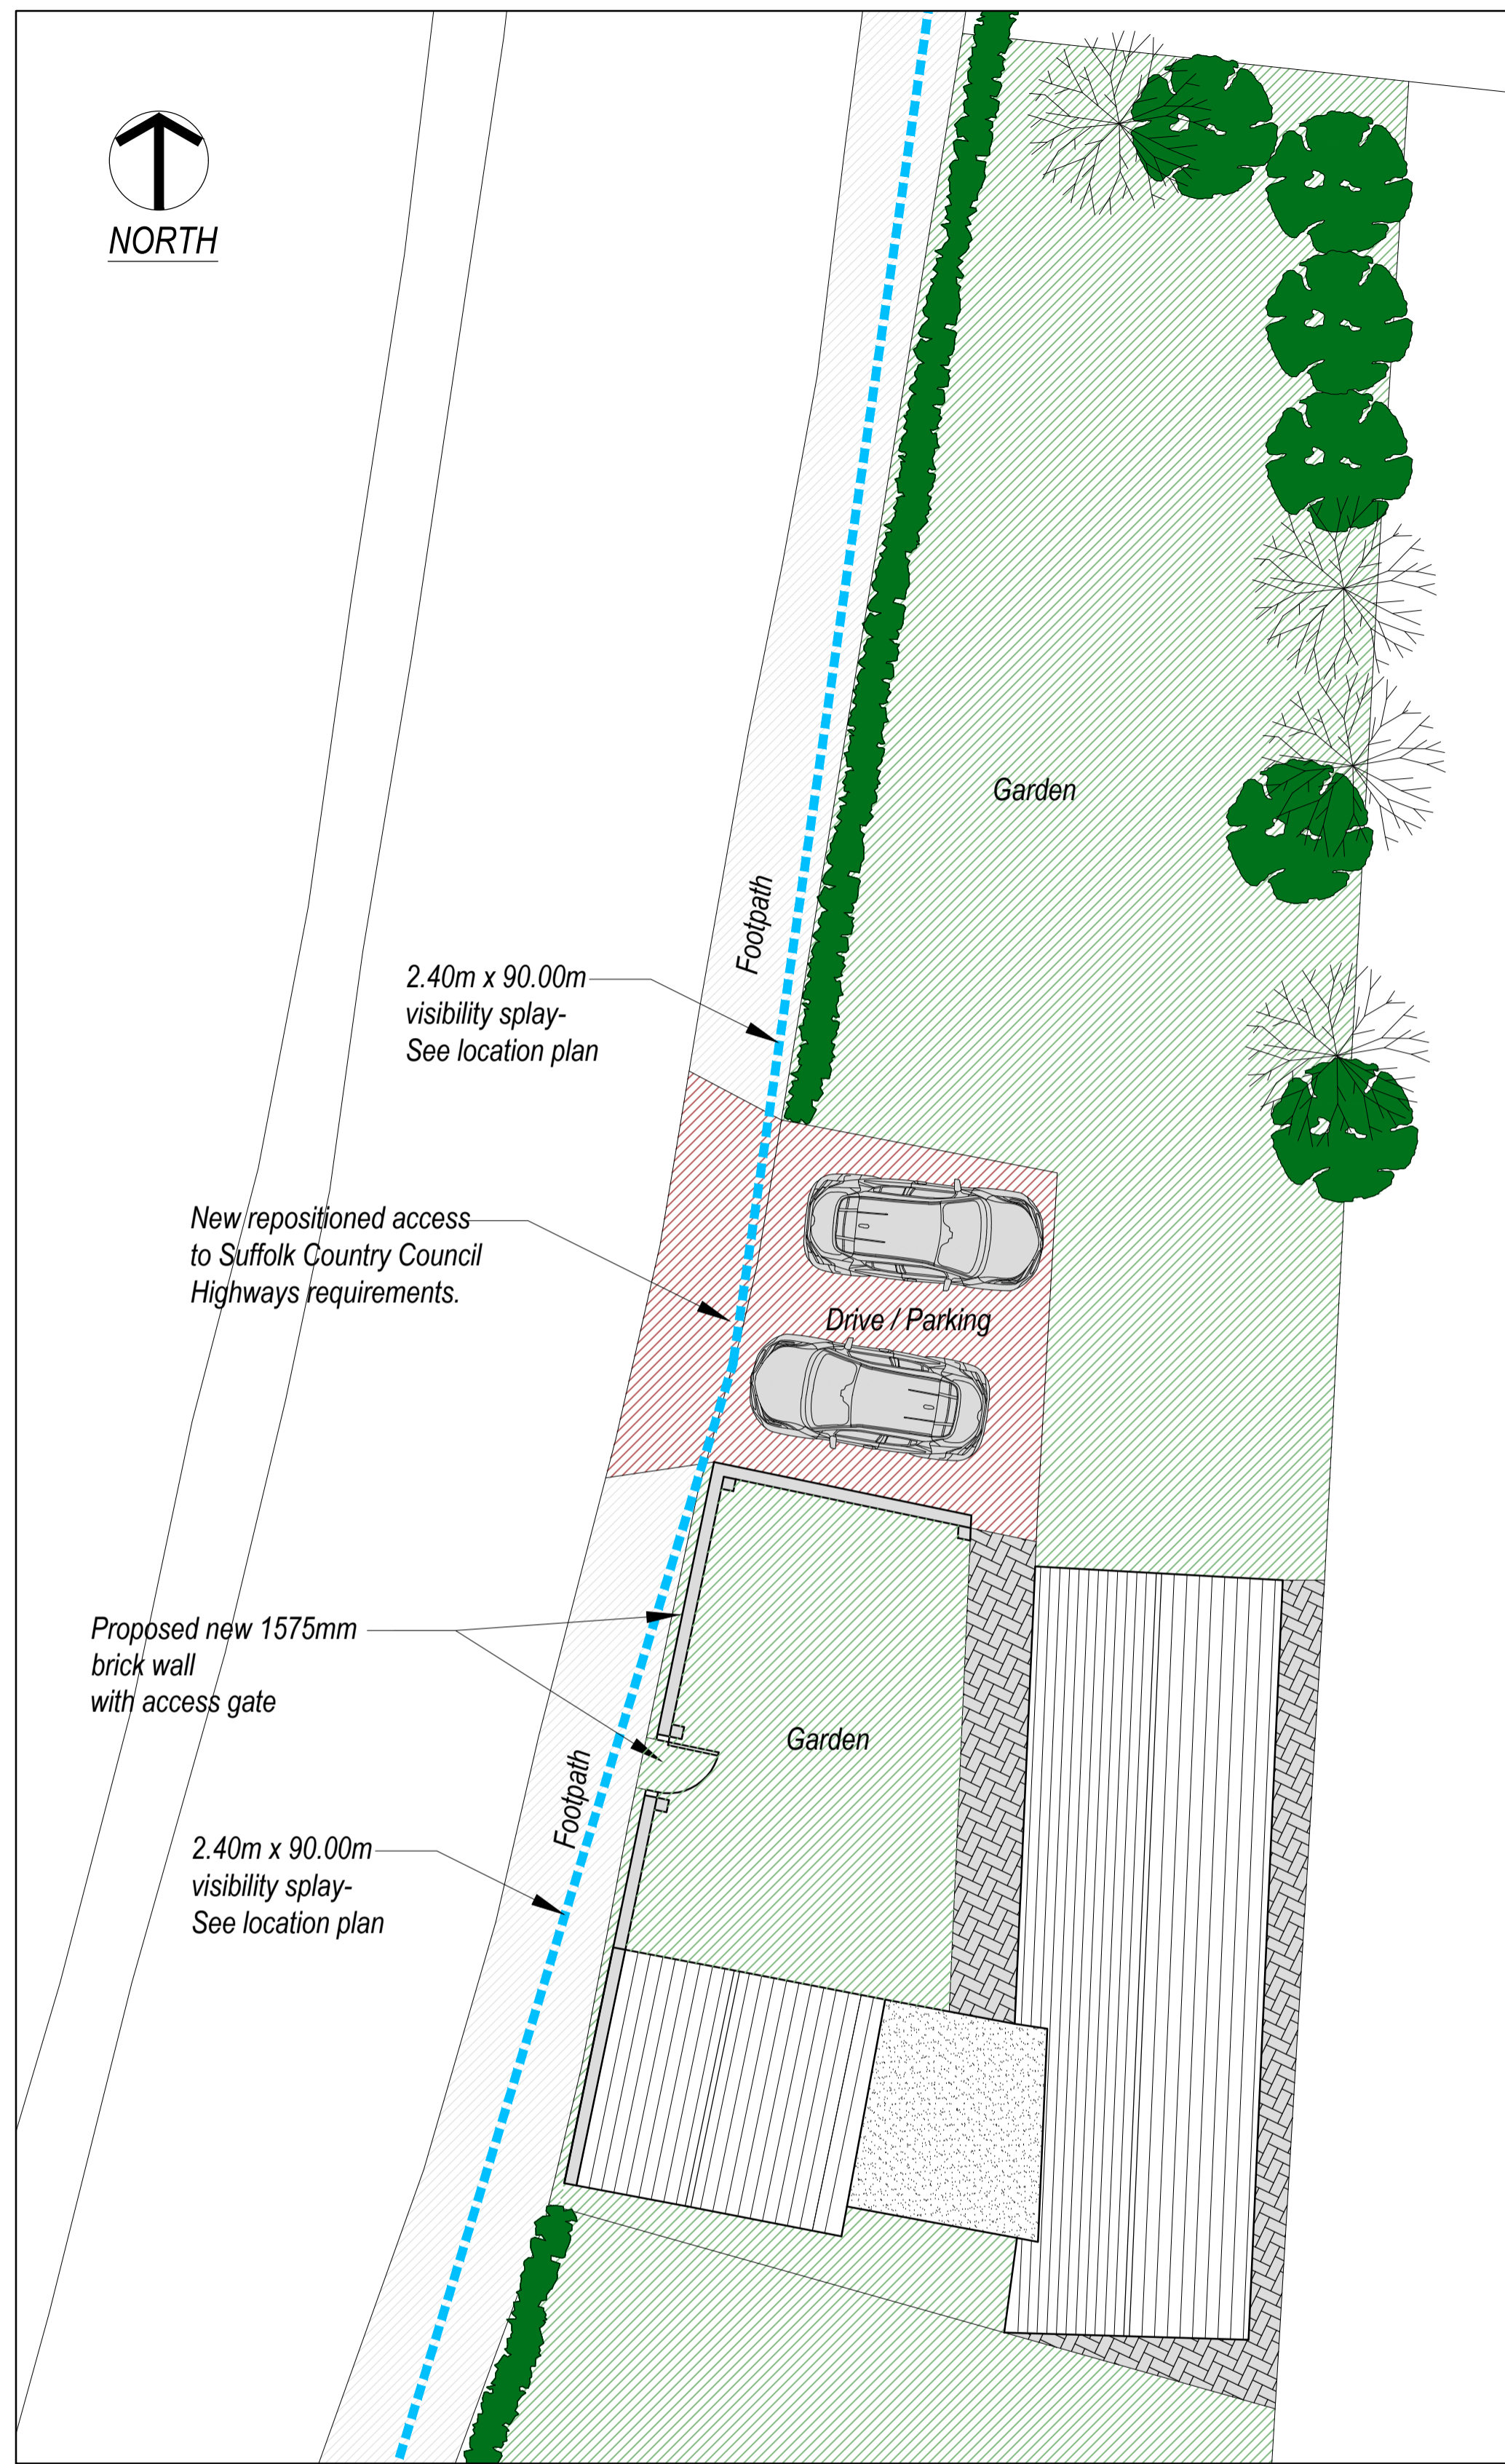 NORTH
Garden
Footpath
2.40m x 90.00m
visibility splay-
See location plan
New repositioned access
to Suffolk Country Council
Highways requirements.
Drive / Parking
Proposed new 1575mm
brick wall
with access gate
Garden
Footpath
2.40m x 90.00m
visibility splay-
See location plan